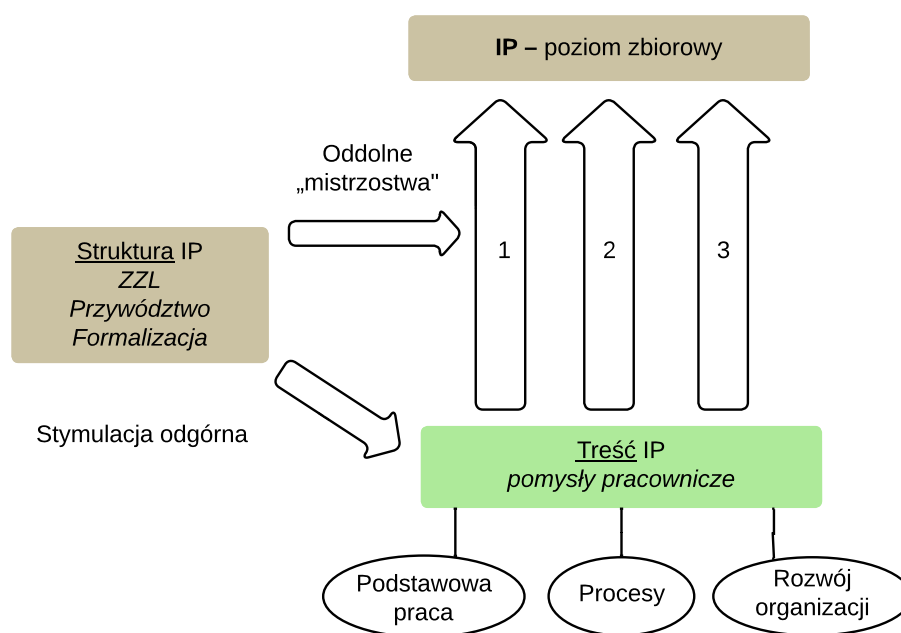 IP – poziom zbiorowy
Oddolne
„mistrzostwa"
Struktura IP
ZZL
Przywództwo
Formalizacja
1
2
3
Stymulacja odgórna
Treść IP
pomysły pracownicze
Podstawowa
praca
Procesy
Rozwój
organizacji